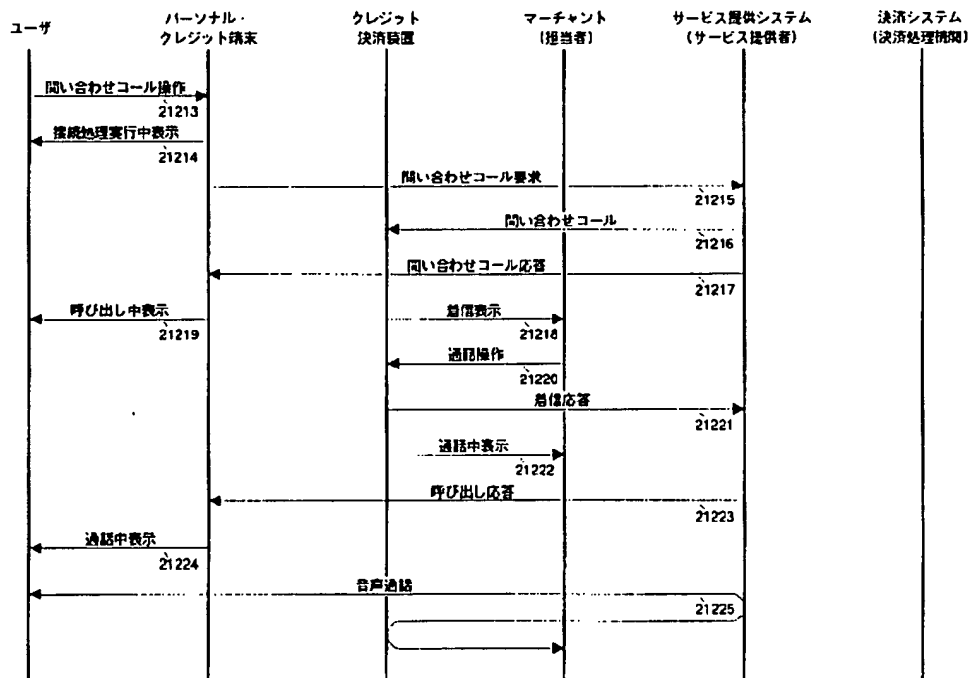 ユーザ
パーソナル・
クレジット端末
クレジット
決済装置
マーチャント
(担当者)
サービス提供システム
(サービス提供者)
決済システム
(決済処理機関)
問い合わせコール操作
21213
接続処理実行中表示
21214
問い合わせコール要求
21215
問い合わせコール
21216
問い合わせコール応答
21217
呼び出し中表示
21219
着信表示
21218
通話操作
21220
着信応答
21221
通話中表示
21222
呼び出し応答
21223
通話中表示
21224
音声通話
21225